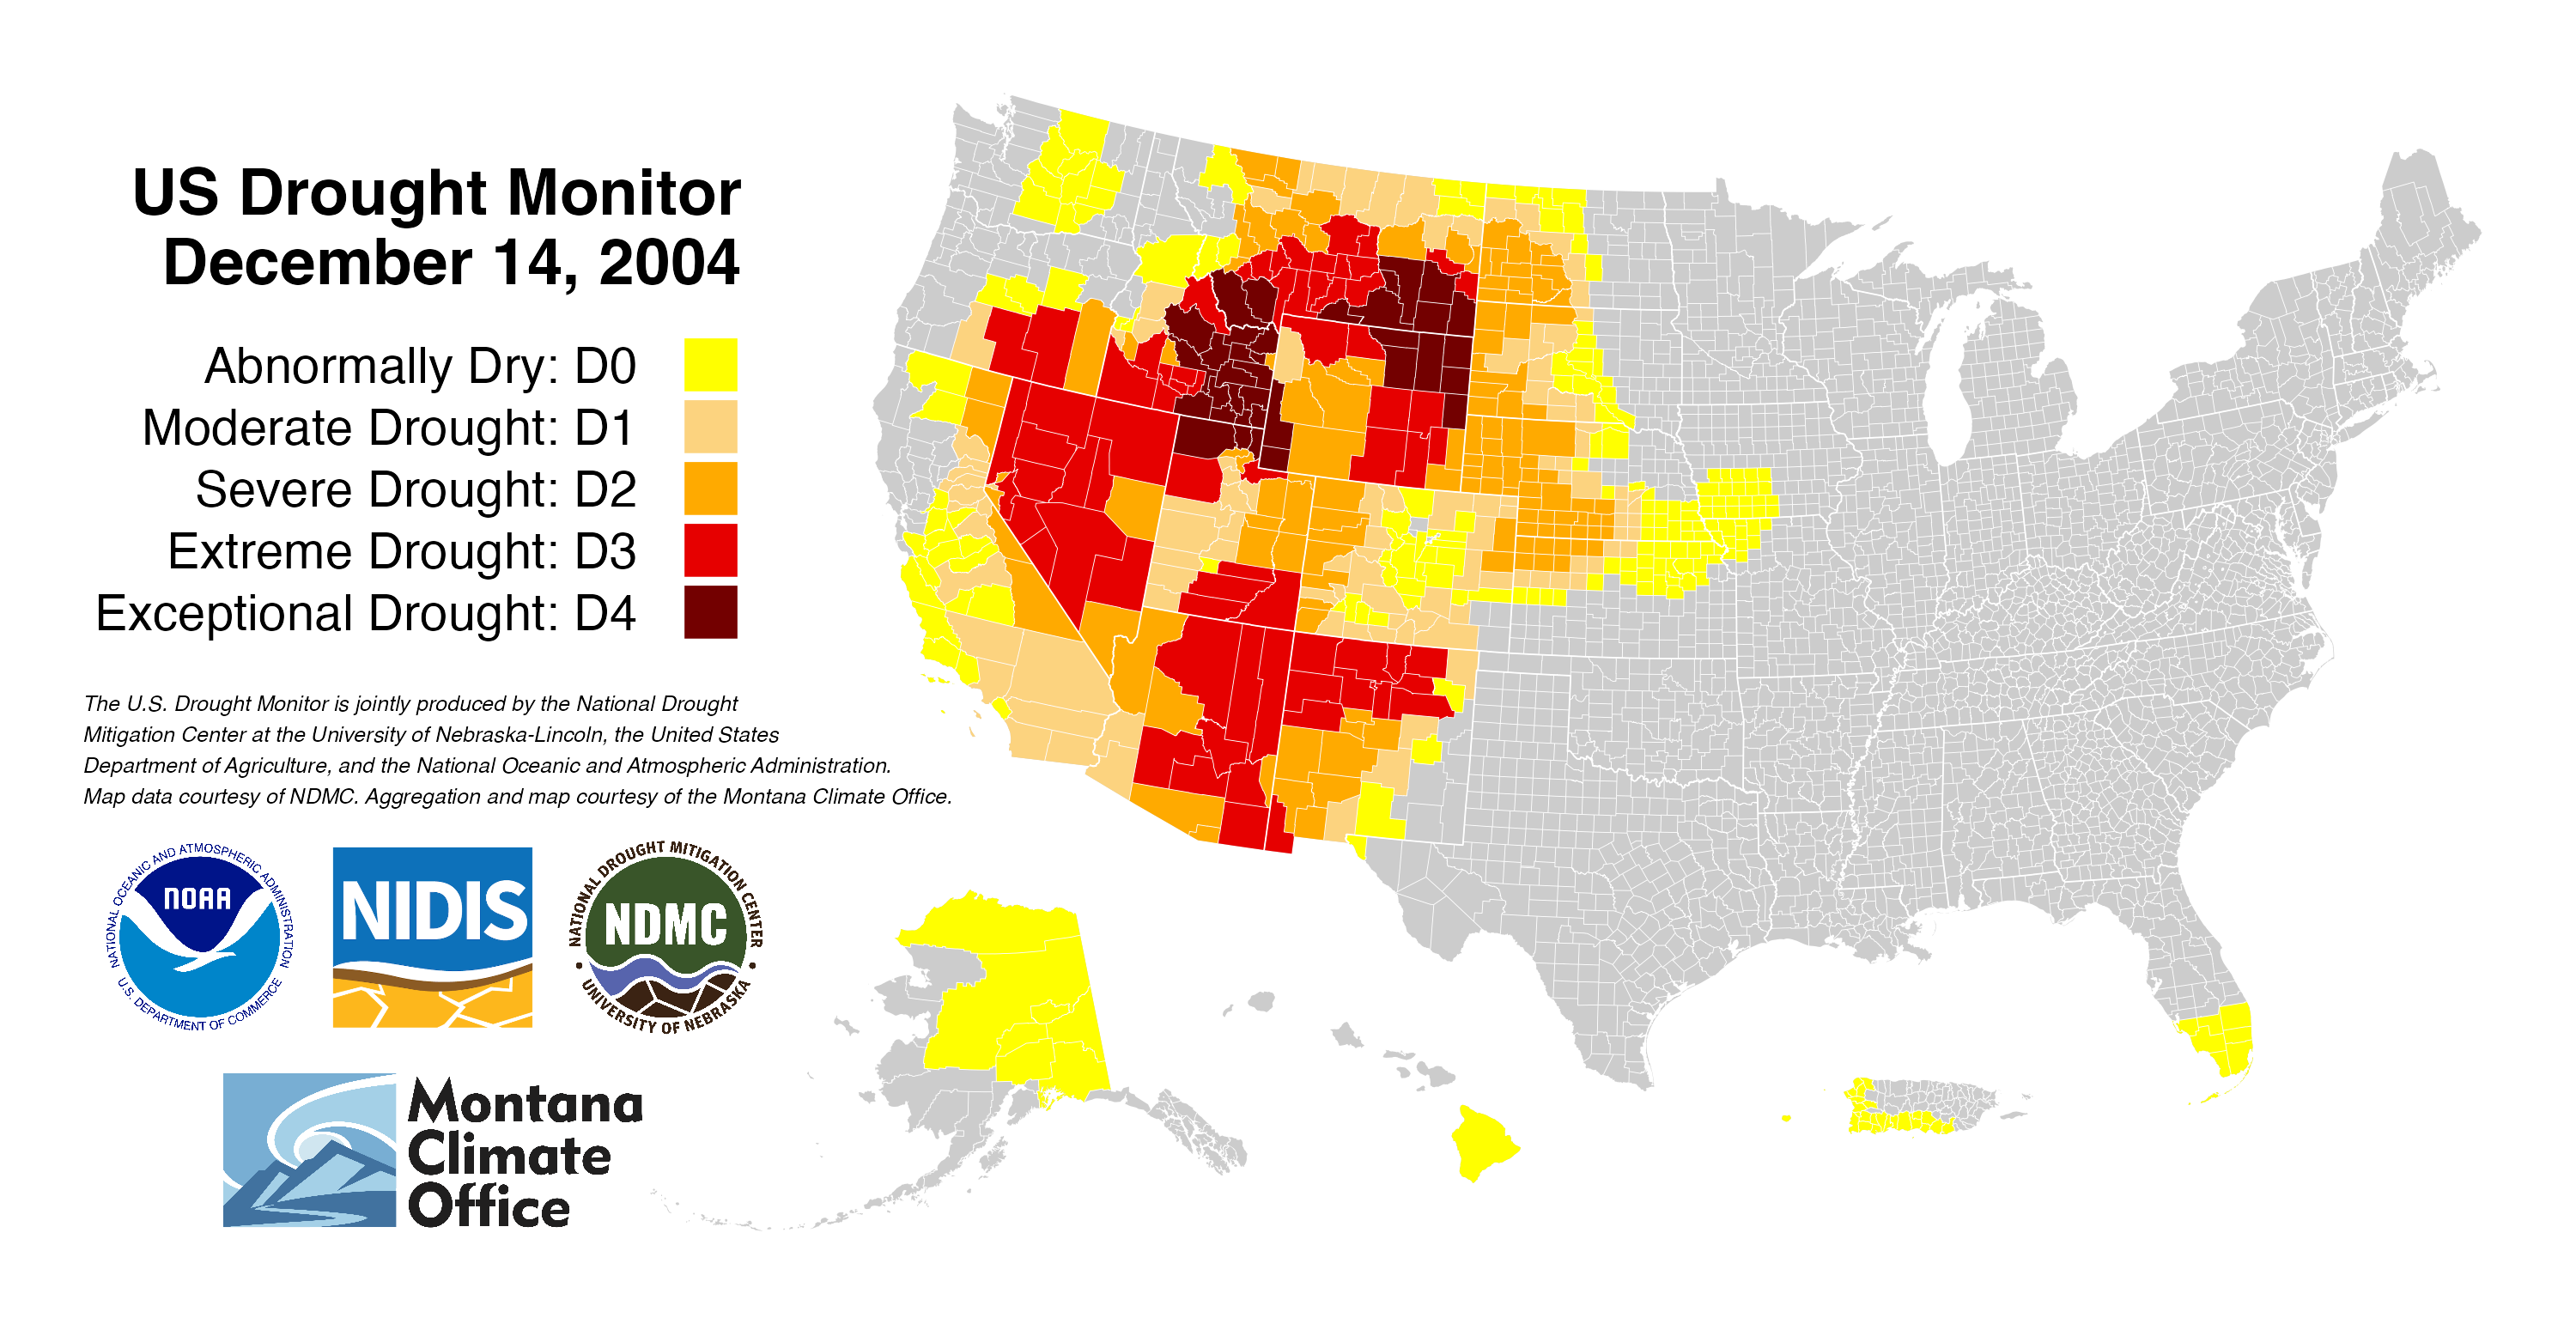 US Drought Monitor
December 14, 2004
Abnormally Dry: D0
Moderate Drought: D1
Severe Drought: D2
Extreme Drought: D3
Exceptional Drought: D4
The U.S. Drought Monitor is jointly produced by the National Drought
Mitigation Center at the University of Nebraska-Lincoln, the United States
Department of Agriculture, and the National Oceanic and Atmospheric Administration.
Map data courtesy of NDMC. Aggregation and map courtesy of the Montana Climate Office.
NATIONAL OCEANIC AND ATMOSPHERIC ADMINISTRATION
NOAA
U.S. DEPARTMENT OF COMMERCE
NIDIS
NATIONAL DROUGHT MITIGATION CENTER
NDMC
UNIVERSITY OF NEBRASKA
Montana
Climate
Office